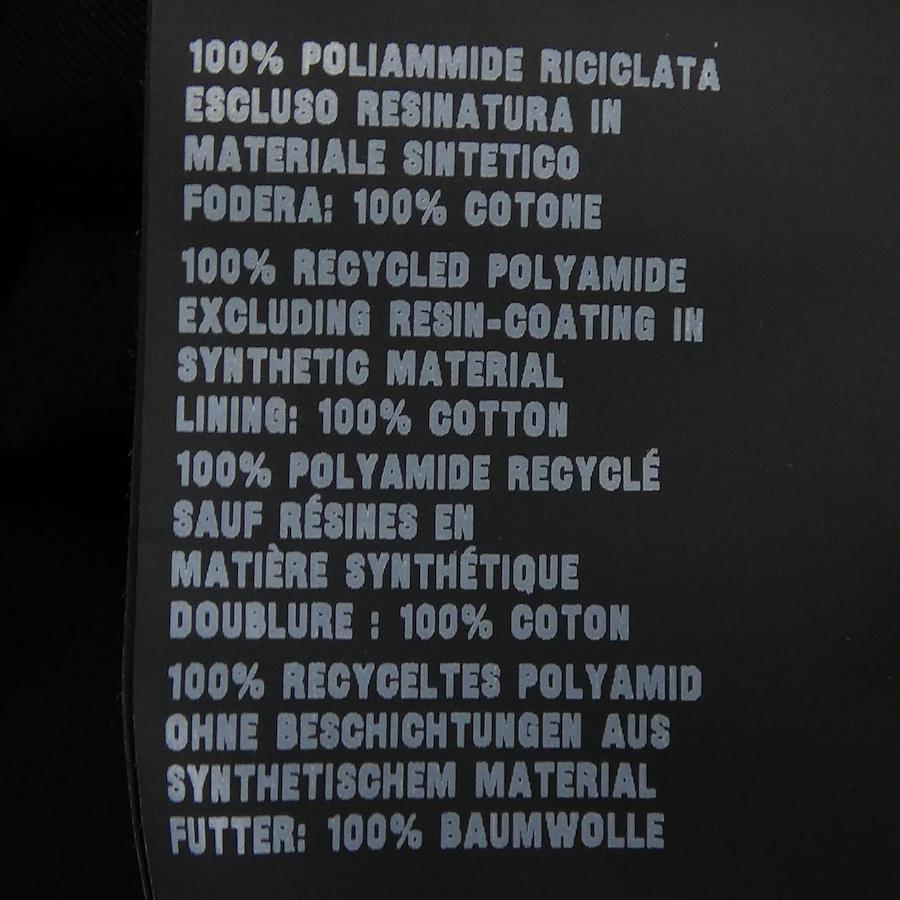 100% POLIAMMIDE RICICLATA
ESCLUSO RESINATURA IN
MATERIALE SINTETICO
FODERA: 100% COTONE
100% RECYCLED POLYAMIDE
EXCLUDING RESIN-COATING IN
SYNTHETIC MATERIAL
LINING: 100% COTTON
100% POLYAMIDE RECYCLÉ
SAUF RÉSINES EN
MATIÈRE SYNTHÉTIQUE
DOUBLURE : 100% COTON
100% RECYCELTES POLYAMID
OHNE BESCHICHTUNGEN AUS
SYNTHETISCHEM MATERIAL
FUTTER: 100% BAUMWOLLE